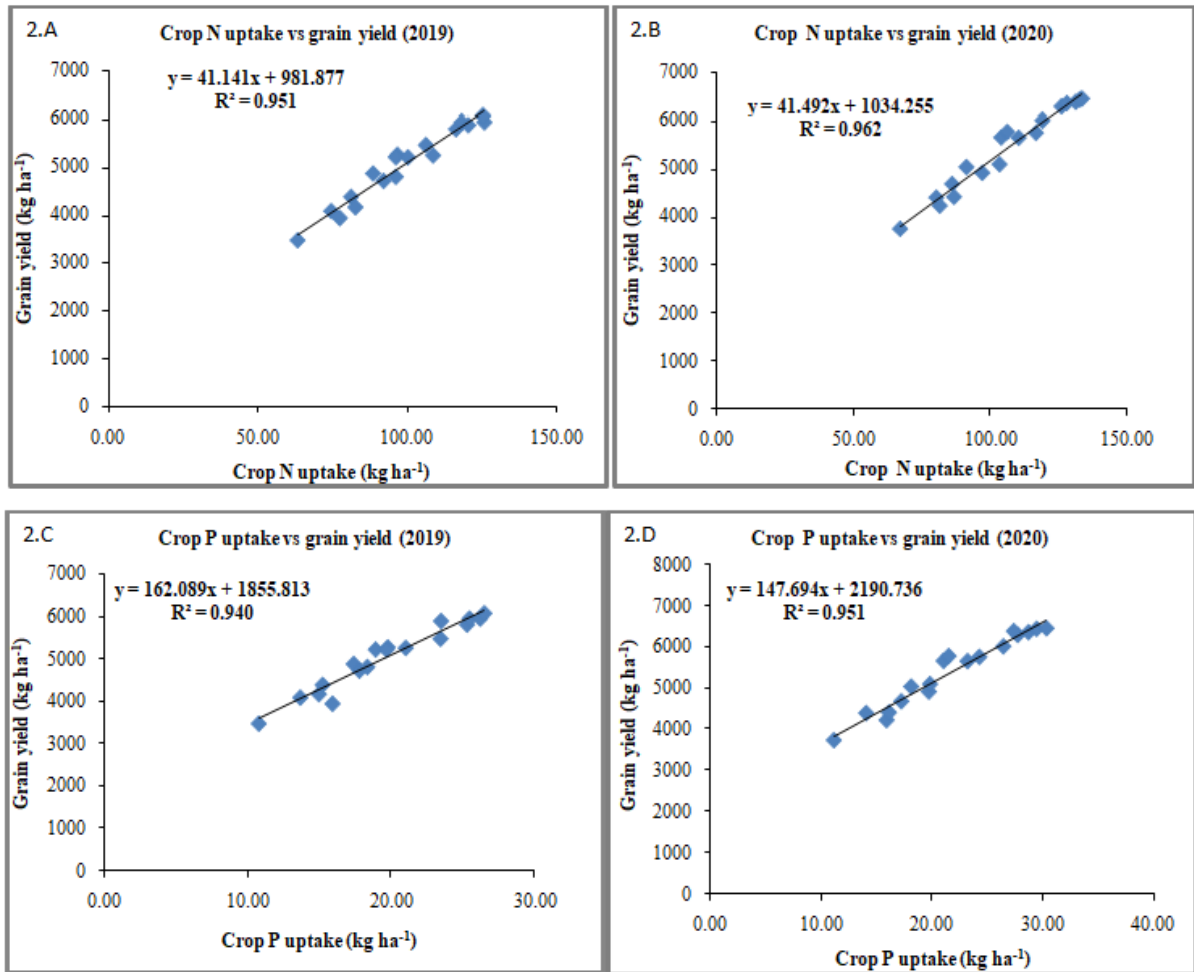 2.A
Crop N uptake vs grain yield (2019)
y = 41.141x + 981.877
R² = 0.951
7000
6000
5000
4000
3000
2000
1000
0
Grain yield (kg ha⁻¹)
0.00 50.00 100.00 150.00
Crop N uptake (kg ha⁻¹)
2.B
Crop N uptake vs grain yield (2020)
y = 41.492x + 1034.255
R² = 0.962
7000
6000
5000
4000
3000
2000
1000
0
Grain yield (kg ha⁻¹)
0.00 50.00 100.00 150.00
Crop N uptake (kg ha⁻¹)
2.C
Crop P uptake vs grain yield (2019)
y = 162.089x + 1855.813
R² = 0.940
7000
6000
5000
4000
3000
2000
1000
0
Grain yield (kg ha⁻¹)
0.00 10.00 20.00 30.00
Crop P uptake (kg ha⁻¹)
2.D
Crop P uptake vs grain yield (2020)
y = 147.694x + 2190.736
R² = 0.951
8000
7000
6000
5000
4000
3000
2000
1000
0
Grain yield (kg ha⁻¹)
0.00 10.00 20.00 30.00 40.00
Crop P uptake (kg ha⁻¹)